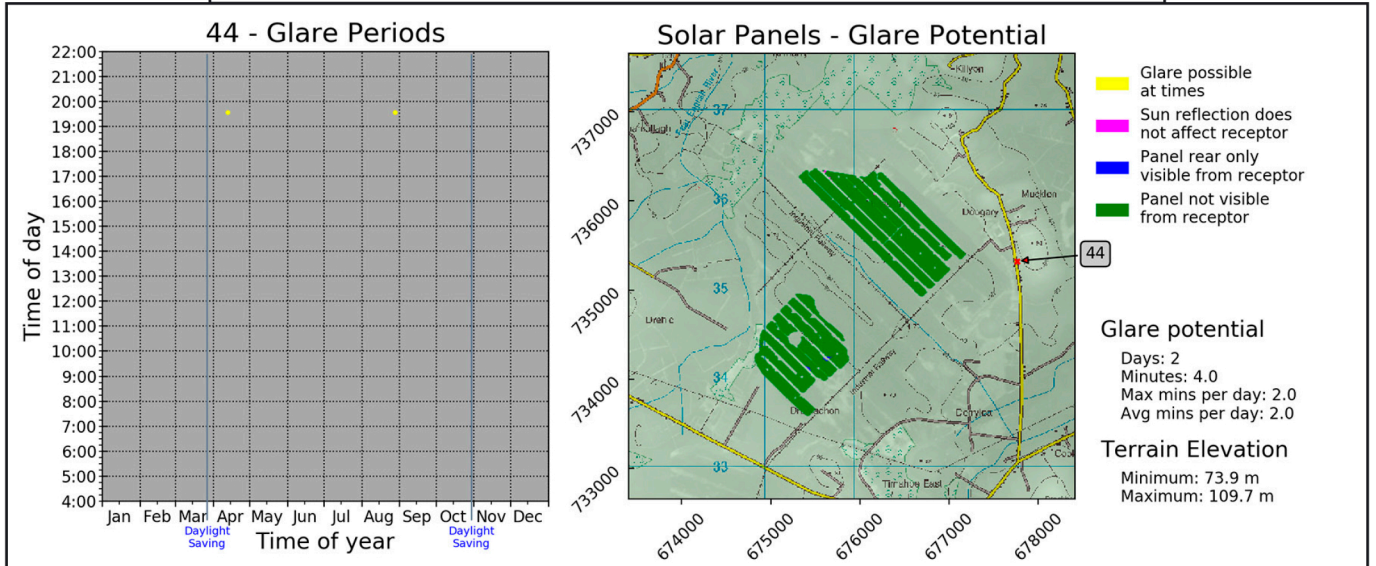 44 - Glare Periods
Time of day
22:00
21:00
20:00
19:00
18:00
17:00
16:00
15:00
14:00
13:00
12:00
11:00
10:00
9:00
8:00
7:00
6:00
5:00
4:00
Jan Feb Mar Apr May Jun Jul Aug Sep Oct Nov Dec
Daylight
Saving
Daylight
Saving
Time of year
Solar Panels - Glare Potential
737000
736000
735000
734000
733000
674000
675000
676000
677000
678000
Killyon
36
Mucklon
Doogary
35
34
Derrylea
33
Timahoe East
44
Glare possible
at times
Sun reflection does
not affect receptor
Panel rear only
visible from receptor
Panel not visible
from receptor
Glare potential
Days: 2
Minutes: 4.0
Max mins per day: 2.0
Avg mins per day: 2.0
Terrain Elevation
Minimum: 73.9 m
Maximum: 109.7 m